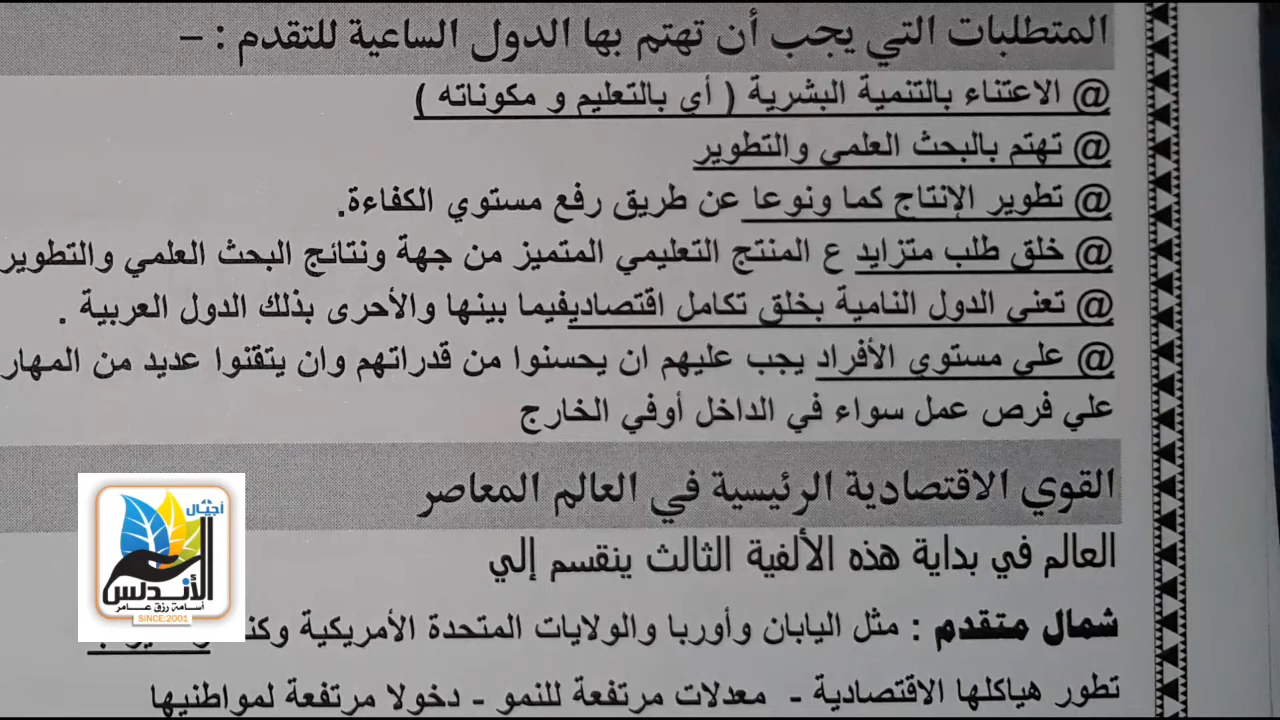 المتطلبات التي يجب أن تهتم بها الدول الساعية للتقدم : –
@ الاعتناء بالتنمية البشرية ( أي بالتعليم و مكوناته )
@ تهتم بالبحث العلمي والتطوير
@ تطوير الإنتاج كما ونوعا عن طريق رفع مستوي الكفاءة.
@ خلق طلب متزايد ع المنتج التعليمي المتميز من جهة ونتائج البحث العلمي والتطوير
@ تعني الدول النامية بخلق تكامل اقتصاديفيما بينها والأحرى بذلك الدول العربية .
@ علي مستوي الأفراد يجب عليهم ان يحسنوا من قدراتهم وان يتقنوا عديد من
علي فرص عمل سواء في الداخل أوفي الخارج
القوي الاقتصادية الرئيسية في العالم المعاصر
العالم في بداية هذه الألفية الثالث ينقسم إلي
شمال متقدم : مثل اليابان وأوربا والولايات المتحدة الأمريكية
تطور هياكلها الاقتصادية - معدلات مرتفعة للنمو - دخولا مرتفعة لمواطنيها
أجيال
الأندلس
أسامة رزق عامر
SINCE:2001